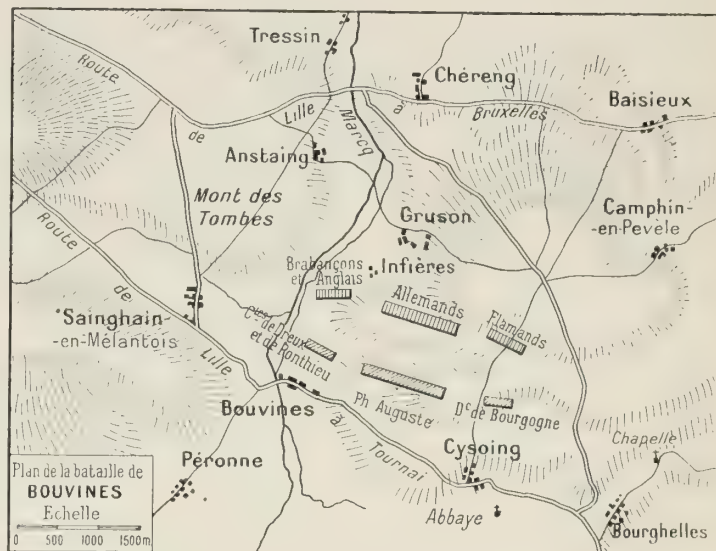 Tressin
Route
de
Lille
à
Bruxelles
Chéreng
Baisieux
Marcq
Anstaing
Mont des
Tombes
Gruson
Camphin
-en-Pevele
Route
de
Lille
à
Tournai
Infières
Brabançons
et Anglais
Allemands
Flamands
Sainghain
-en-Mélantois
Ctes de Dreux
et de Ponthieu
Bouvines
Ph Auguste
Dc de Bourgogne
Péronne
Cysoing
Chapelle
Abbaye
Bourghelles
Plan de la bataille de
BOUVINES
Echelle
0 500 1000 1500m.